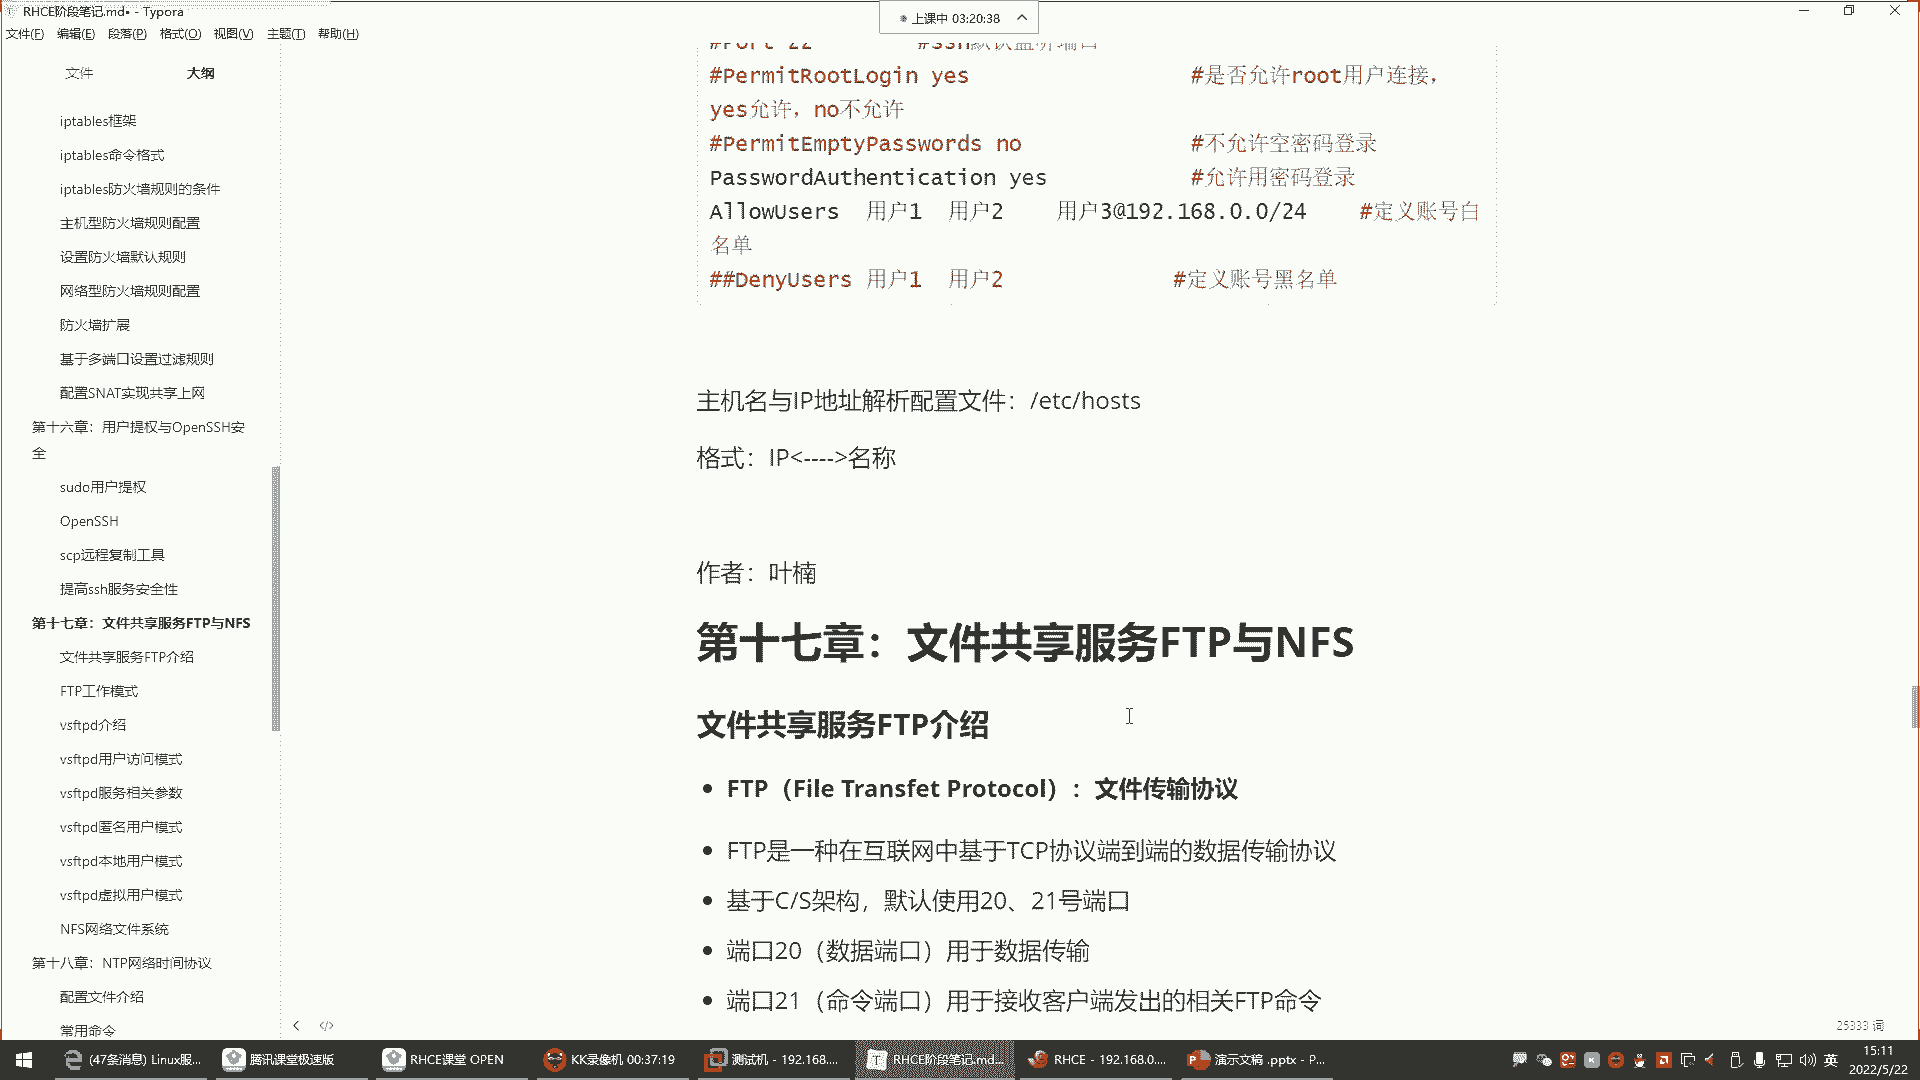 RHCE阶段笔记.md• - Typora
上课中 03:20:38
文件(F) 编辑(E) 段落(P) 格式(O) 视图(V) 主题(T) 帮助(H)
文件 大纲
iptables框架
iptables命令格式
iptables防火墙规则的条件
主机型防火墙规则配置
设置防火墙默认规则
网络型防火墙规则配置
防火墙扩展
基于多端口设置过滤规则
配置SNAT实现共享上网
第十六章：用户提权与OpenSSH安
全
sudo用户提权
OpenSSH
scp远程复制工具
提高ssh服务安全性
第十七章：文件共享服务FTP与NFS
文件共享服务FTP介绍
FTP工作模式
vsftpd介绍
vsftpd用户访问模式
vsftpd服务相关参数
vsftpd匿名用户模式
vsftpd本地用户模式
vsftpd虚拟用户模式
NFS网络文件系统
第十八章：NTP网络时间协议
配置文件介绍
常用命令
#Port 22 #ssh默认监听端口
#PermitRootLogin yes #是否允许root用户连接，
yes允许，no不允许
#PermitEmptyPasswords no #不允许空密码登录
PasswordAuthentication yes #允许用密码登录
AllowUsers 用户1 用户2 用户3@192.168.0.0/24 #定义账号白
名单
##DenyUsers 用户1 用户2 #定义账号黑名单
主机名与IP地址解析配置文件：/etc/hosts
格式：IP<---->名称
作者：叶楠
第十七章：文件共享服务FTP与NFS
文件共享服务FTP介绍
• FTP（File Transfet Protocol）：文件传输协议
• FTP是一种在互联网中基于TCP协议端到端的数据传输协议
• 基于C/S架构，默认使用20、21号端口
• 端口20（数据端口）用于数据传输
• 端口21（命令端口）用于接收客户端发出的相关FTP命令
25333 词
(47条消息) Linux服...
腾讯课堂极速版
RHCE课堂 OPEN
KK录像机 00:37:19
测试机 - 192.168....
RHCE阶段笔记.md...
RHCE - 192.168.0....
演示文稿 .pptx - P...
英
15:11
2022/5/22